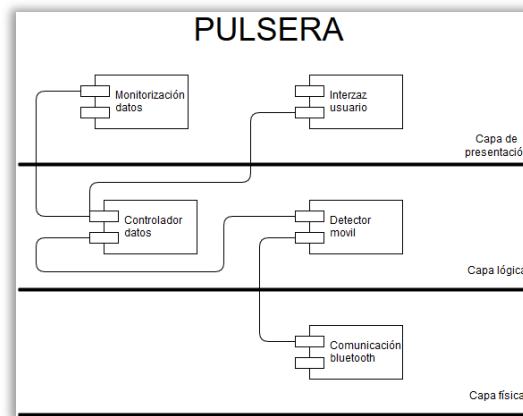 PULSERA
Monitorización
datos
Interzaz
usuario
Capa de
presentació
Controlador
datos
Detector
movil
Capa lógica
Comunicación
bluetooth
Capa física